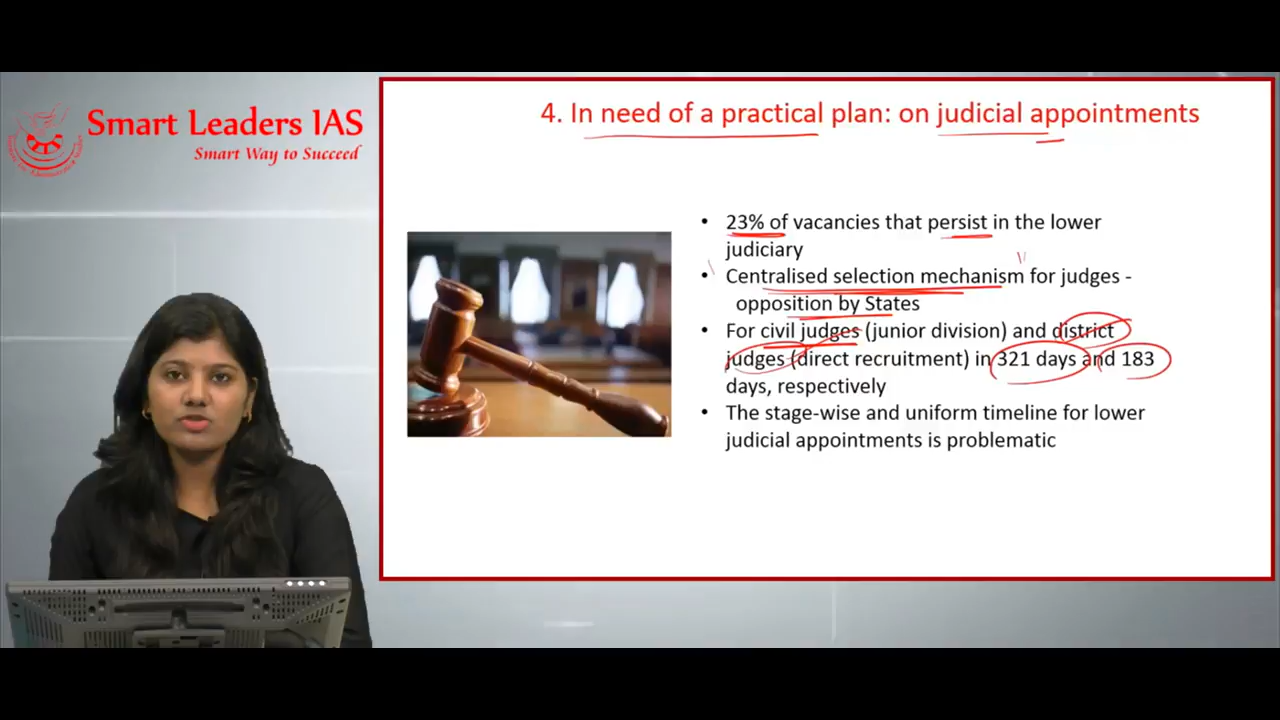 Smart Leaders IAS
Smart Way to Succeed
4. In need of a practical plan: on judicial appointments
• 23% of vacancies that persist in the lower
judiciary
• Centralised selection mechanism for judges -
opposition by States
• For civil judges (junior division) and district
judges (direct recruitment) in 321 days and 183
days, respectively
• The stage-wise and uniform timeline for lower
judicial appointments is problematic